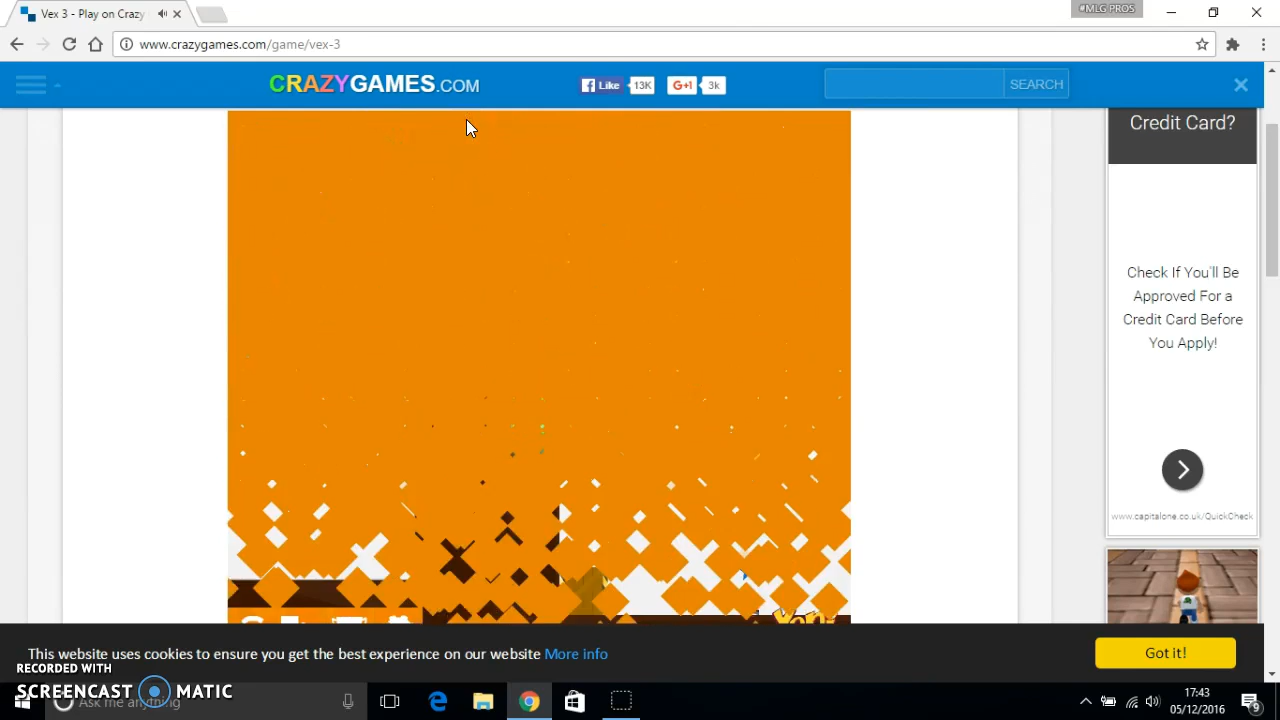 Vex 3 - Play on Crazy
#MLG PROS
www.crazygames.com/game/vex-3
CRAZYGAMES.COM
Like
13K
G+1
3k
SEARCH
Credit Card?
Check If You'll Be
Approved For a
Credit Card Before
You Apply!
www.capitalone.co.uk/QuickCheck
This website uses cookies to ensure you get the best experience on our website More info
Got it!
RECORDED WITH
SCREENCAST MATIC
Ask me anything
17:43
05/12/2016
9